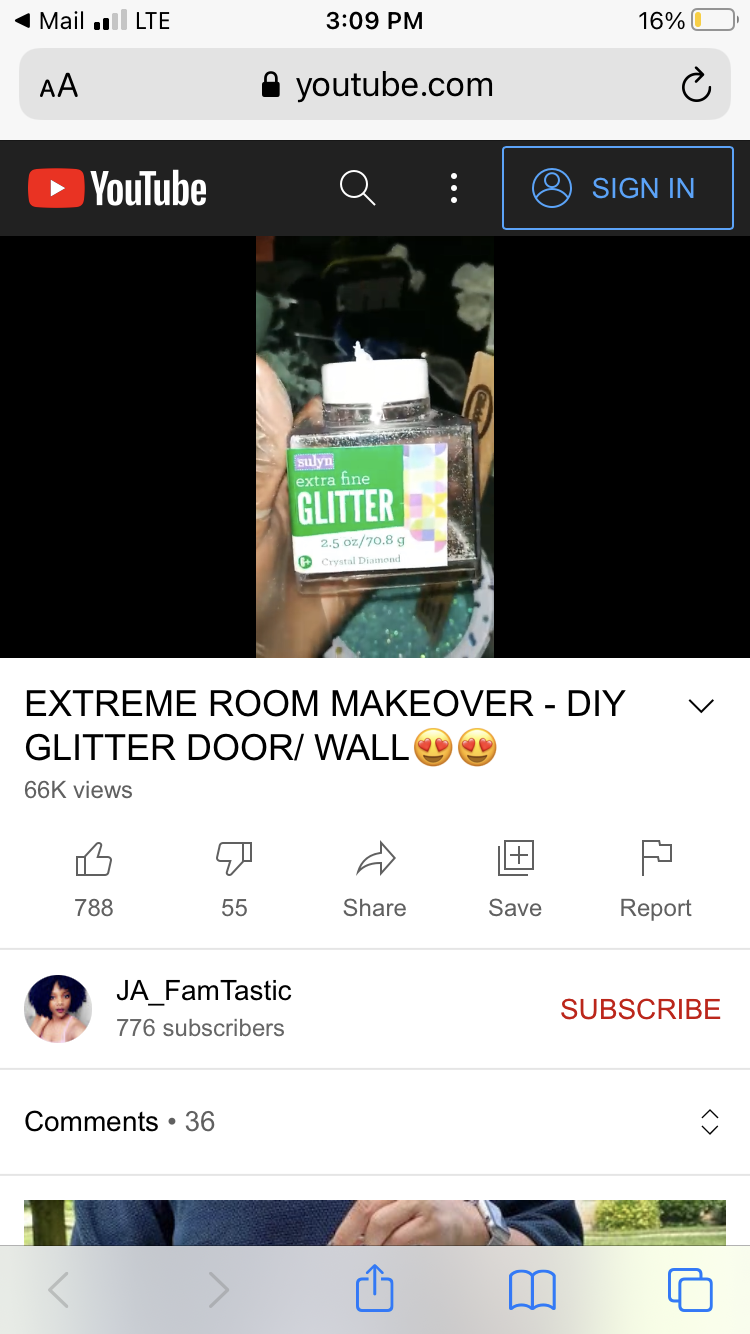 Mail LTE 3:09 PM 16%
AA youtube.com
YouTube SIGN IN
sulyn
extra fine
GLITTER
2.5 oz/70.8 g
6+ Crystal Diamond
EXTREME ROOM MAKEOVER - DIY
GLITTER DOOR/ WALL😍😍
66K views
788 55 Share Save Report
JA_FamTastic
776 subscribers
SUBSCRIBE
Comments • 36